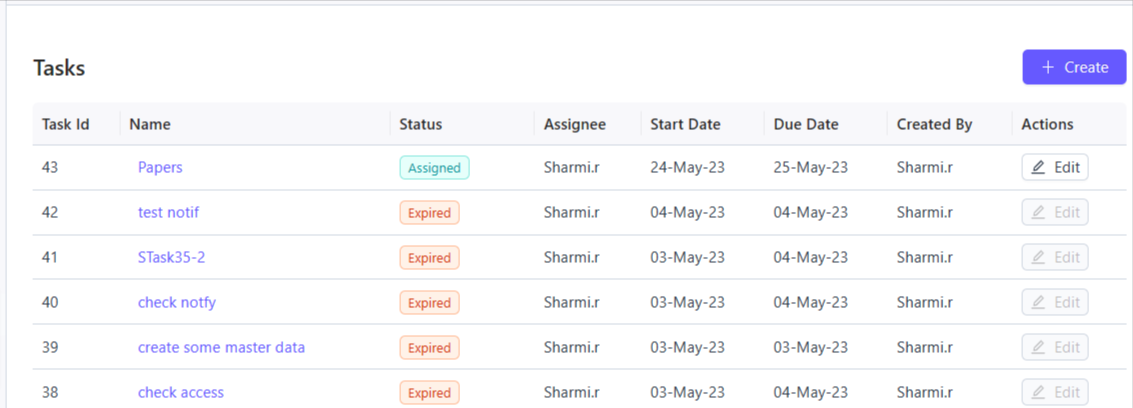 Tasks
+ Create
Task Id Name Status Assignee Start Date Due Date Created By Actions
43 Papers Assigned Sharmi.r 24-May-23 25-May-23 Sharmi.r Edit
42 test notif Expired Sharmi.r 04-May-23 04-May-23 Sharmi.r Edit
41 STask35-2 Expired Sharmi.r 03-May-23 04-May-23 Sharmi.r Edit
40 check notfy Expired Sharmi.r 03-May-23 04-May-23 Sharmi.r Edit
39 create some master data Expired Sharmi.r 03-May-23 03-May-23 Sharmi.r Edit
38 check access Expired Sharmi.r 03-May-23 04-May-23 Sharmi.r Edit